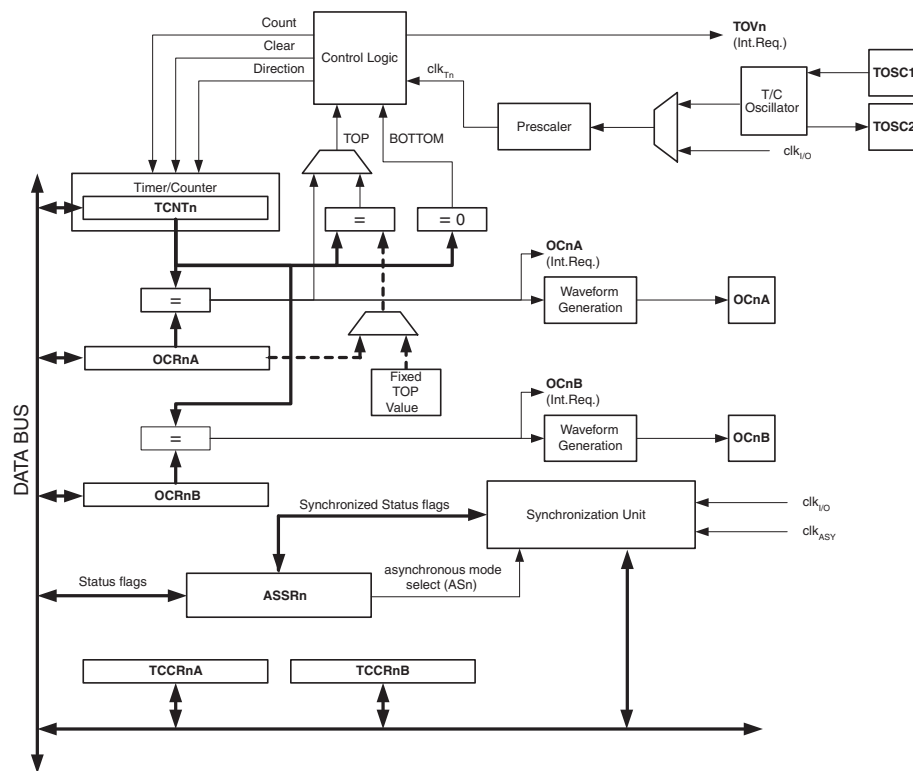 Count
Clear
Direction
Control Logic
TOVn
(Int.Req.)
clkTn
TOSC1
T/C
Oscillator
TOSC2
Prescaler
clkI/O
TOP
BOTTOM
Timer/Counter
TCNTn
=
= 0
OCnA
(Int.Req.)
=
Waveform
Generation
OCnA
OCRnA
Fixed
TOP
Value
OCnB
(Int.Req.)
=
Waveform
Generation
OCnB
DATA BUS
OCRnB
Synchronized Status flags
Synchronization Unit
clkI/O
clkASY
Status flags
ASSRn
asynchronous mode
select (ASn)
TCCRnA
TCCRnB